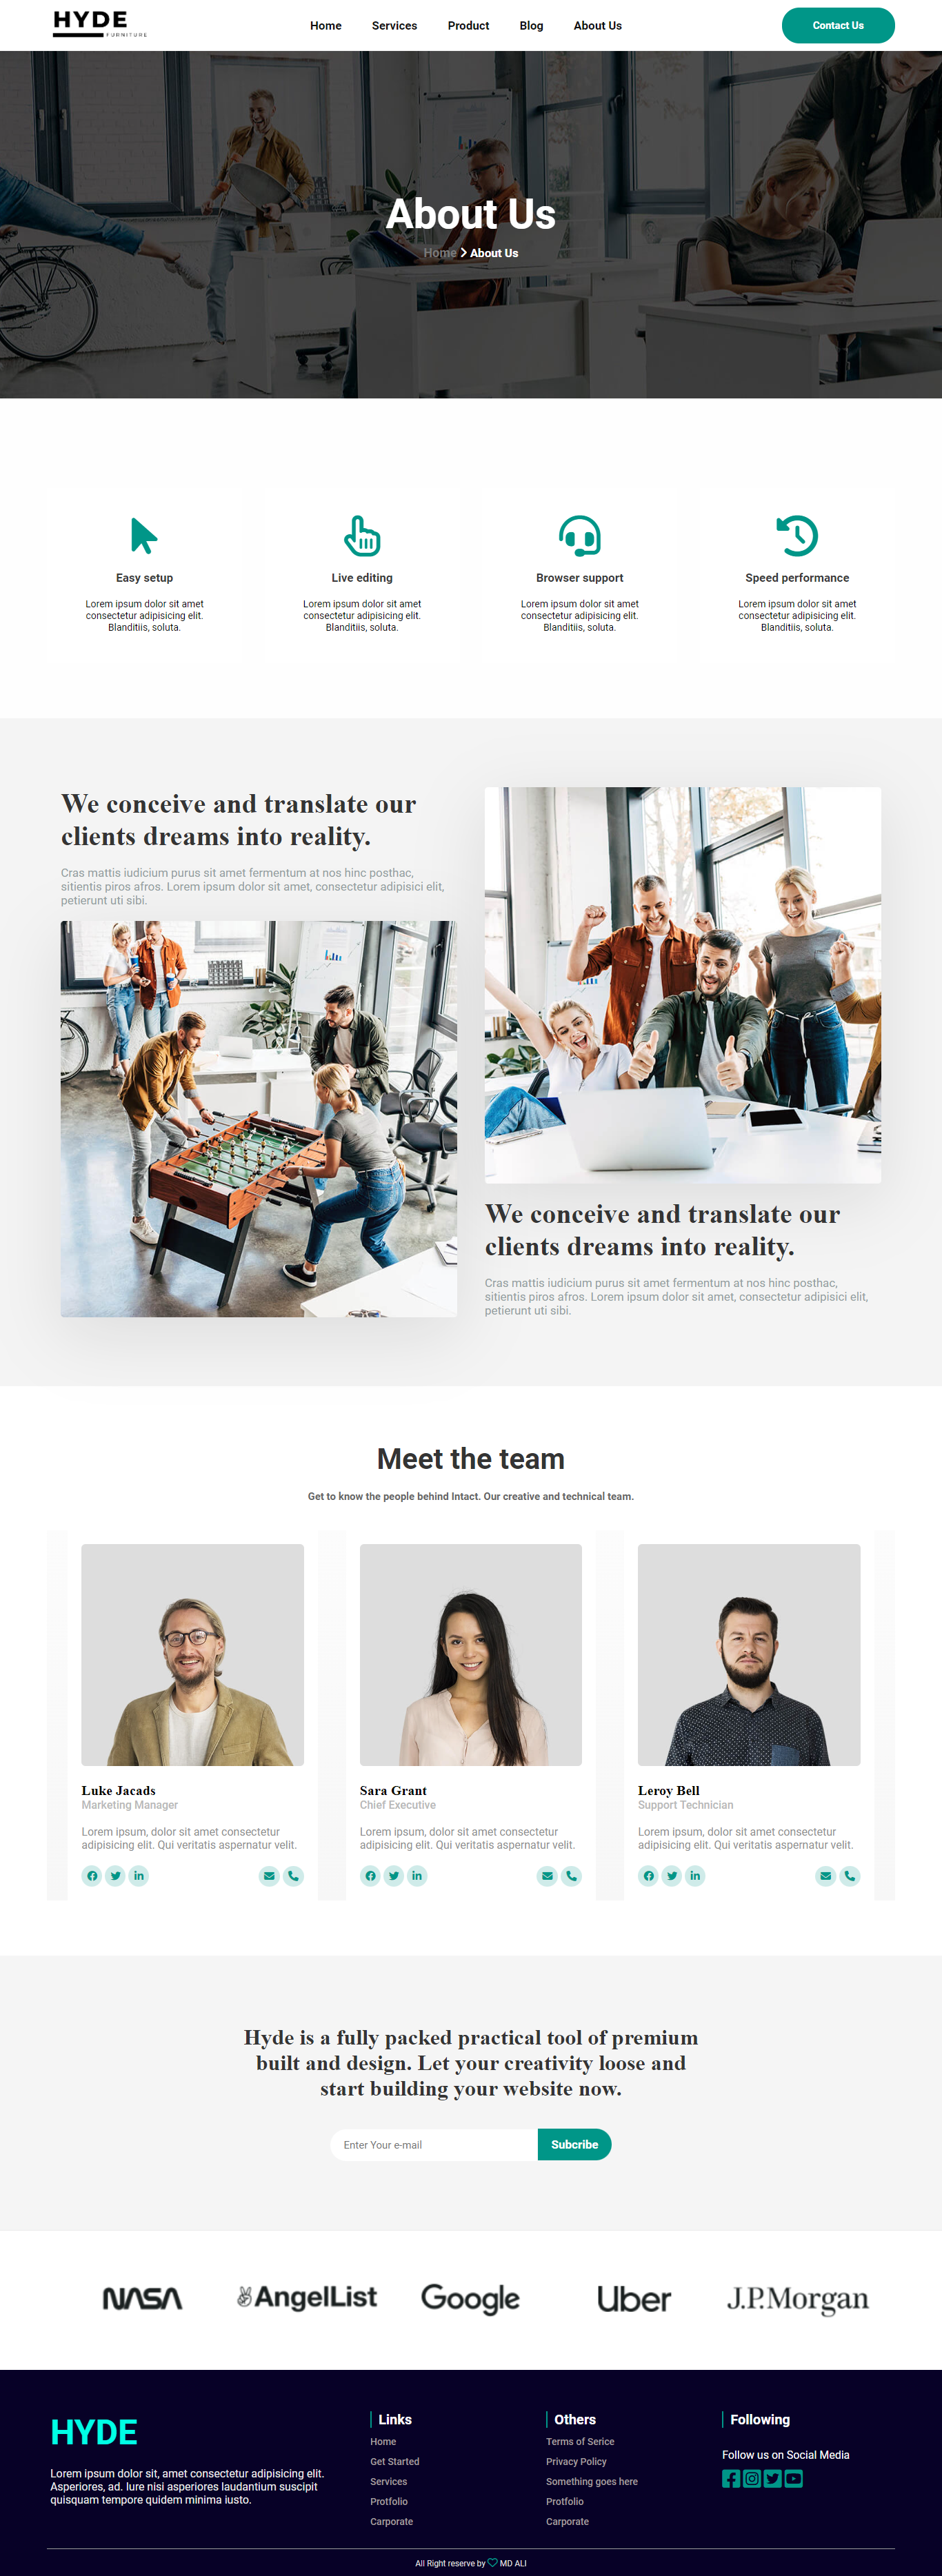 HYDE
FURNITURE
Home Services Product Blog About Us
Contact Us
About Us
Home > About Us
Easy setup
Lorem ipsum dolor sit amet
consectetur adipisicing elit.
Blanditiis, soluta.
Live editing
Lorem ipsum dolor sit amet
consectetur adipisicing elit.
Blanditiis, soluta.
Browser support
Lorem ipsum dolor sit amet
consectetur adipisicing elit.
Blanditiis, soluta.
Speed performance
Lorem ipsum dolor sit amet
consectetur adipisicing elit.
Blanditiis, soluta.
We conceive and translate our
clients dreams into reality.
Cras mattis iudicium purus sit amet fermentum at nos hinc posthac,
sitientis piros afros. Lorem ipsum dolor sit amet, consectetur adipisici elit,
petierunt uti sibi.
We conceive and translate our
clients dreams into reality.
Cras mattis iudicium purus sit amet fermentum at nos hinc posthac,
sitientis piros afros. Lorem ipsum dolor sit amet, consectetur adipisici elit,
petierunt uti sibi.
Meet the team
Get to know the people behind Intact. Our creative and technical team.
Luke Jacads
Marketing Manager
Lorem ipsum, dolor sit amet consectetur
adipisicing elit. Qui veritatis aspernatur velit.
Sara Grant
Chief Executive
Lorem ipsum, dolor sit amet consectetur
adipisicing elit. Qui veritatis aspernatur velit.
Leroy Bell
Support Technician
Lorem ipsum, dolor sit amet consectetur
adipisicing elit. Qui veritatis aspernatur velit.
Hyde is a fully packed practical tool of premium
built and design. Let your creativity loose and
start building your website now.
Enter Your e-mail
Subcribe
NASA AngelList Google Uber J.P.Morgan
HYDE
Lorem ipsum dolor sit, amet consectetur adipisicing elit.
Asperiores, ad. Iure nisi asperiores laudantium suscipit
quisquam tempore quidem minima iusto.
Links
Home
Get Started
Services
Protfolio
Carporate
Others
Terms of Serice
Privacy Policy
Something goes here
Protfolio
Carporate
Following
Follow us on Social Media
All Right reserve by MD ALI